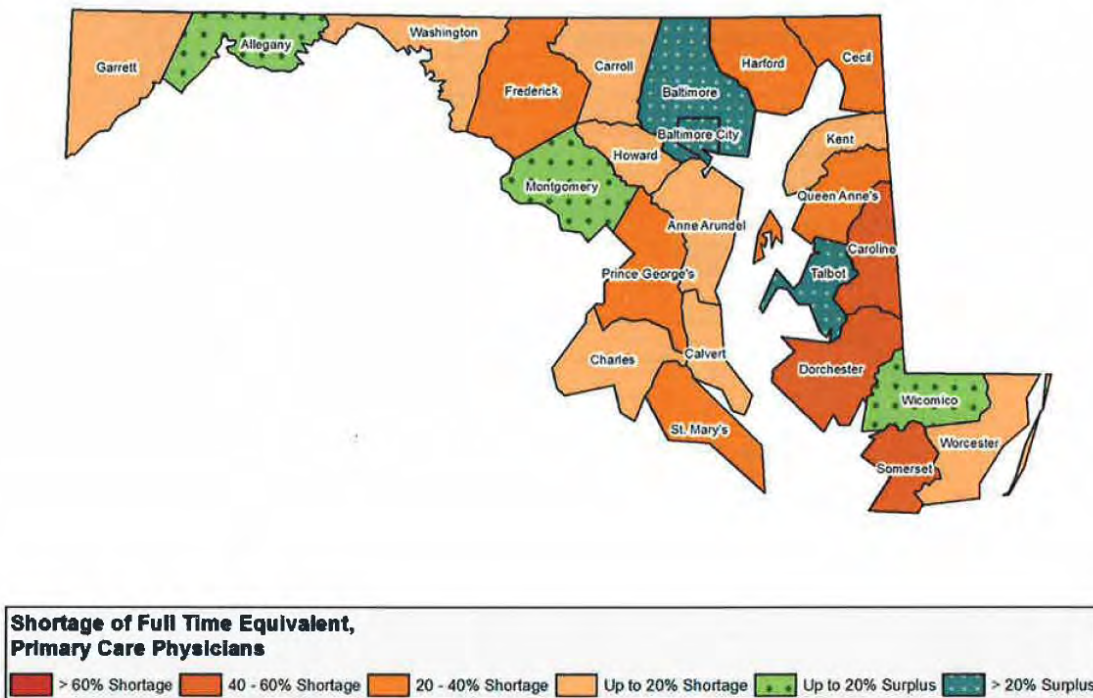 Washington
Allegany
Garrett
Carroll
Harford
Cecil
Frederick
Baltimore
Baltimore City
Kent
Howard
Montgomery
Queen Anne's
Anne Arundel
Caroline
Talbot
Prince George's
Charles
Calvert
Dorchester
Wicomico
St. Mary's
Worcester
Somerset
Shortage of Full Time Equivalent,
Primary Care Physicians
> 60% Shortage 40 - 60% Shortage 20 - 40% Shortage Up to 20% Shortage Up to 20% Surplus > 20% Surplus